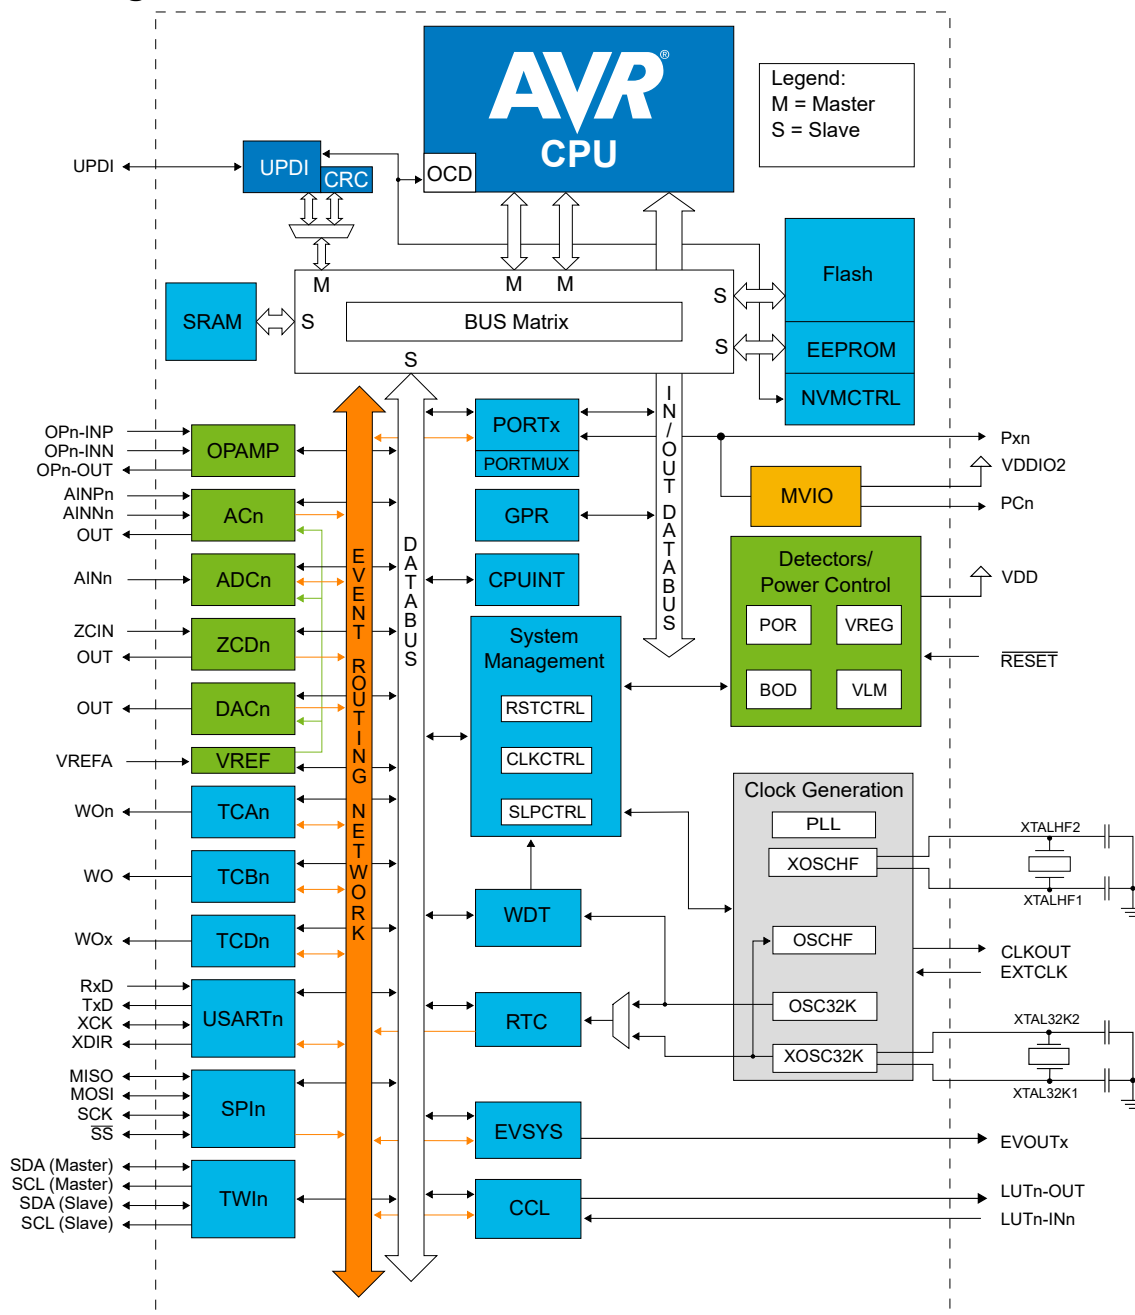 AVR®
CPU
OCD
Legend:
M = Master
S = Slave
UPDI
UPDI
CRC
M
M
M
S
Flash
SRAM
S
BUS Matrix
S
EEPROM
S
NVMCTRL
OPn-INP
OPn-INN
OPn-OUT
OPAMP
PORTx
PORTMUX
IN/OUT DATABUS
Pxn
VDDIO2
MVIO
PCn
AINPn
AINNn
OUT
ACn
GPR
EVENT ROUTING NETWORK
DATABUS
Detectors/
Power Control
VDD
AINn
ADCn
CPUINT
POR
VREG
ZCIN
OUT
ZCDn
System
Management
RESET
BOD
VLM
OUT
DACn
RSTCTRL
VREFA
VREF
CLKCTRL
WOn
TCAn
SLPCTRL
Clock Generation
PLL
XOSCHF
XTALHF2
XTALHF1
WO
TCBn
WDT
WOx
TCDn
OSCHF
CLKOUT
EXTCLK
RxD
TxD
XCK
XDIR
USARTn
RTC
OSC32K
XOSC32K
XTAL32K2
XTAL32K1
MISO
MOSI
SCK
SS
SPIn
EVSYS
EVOUTx
SDA (Master)
SCL (Master)
SDA (Slave)
SCL (Slave)
TWIn
CCL
LUTn-OUT
LUTn-INn